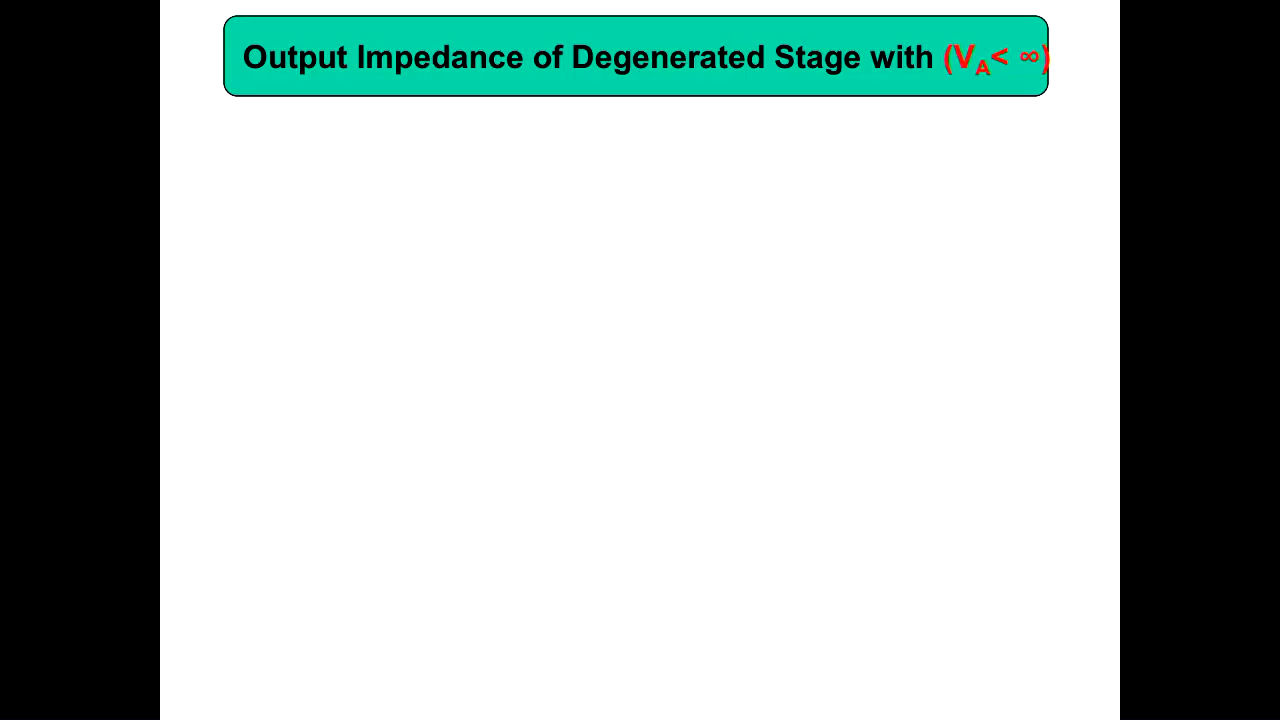 Output Impedance of Degenerated Stage with (VA< ∞)